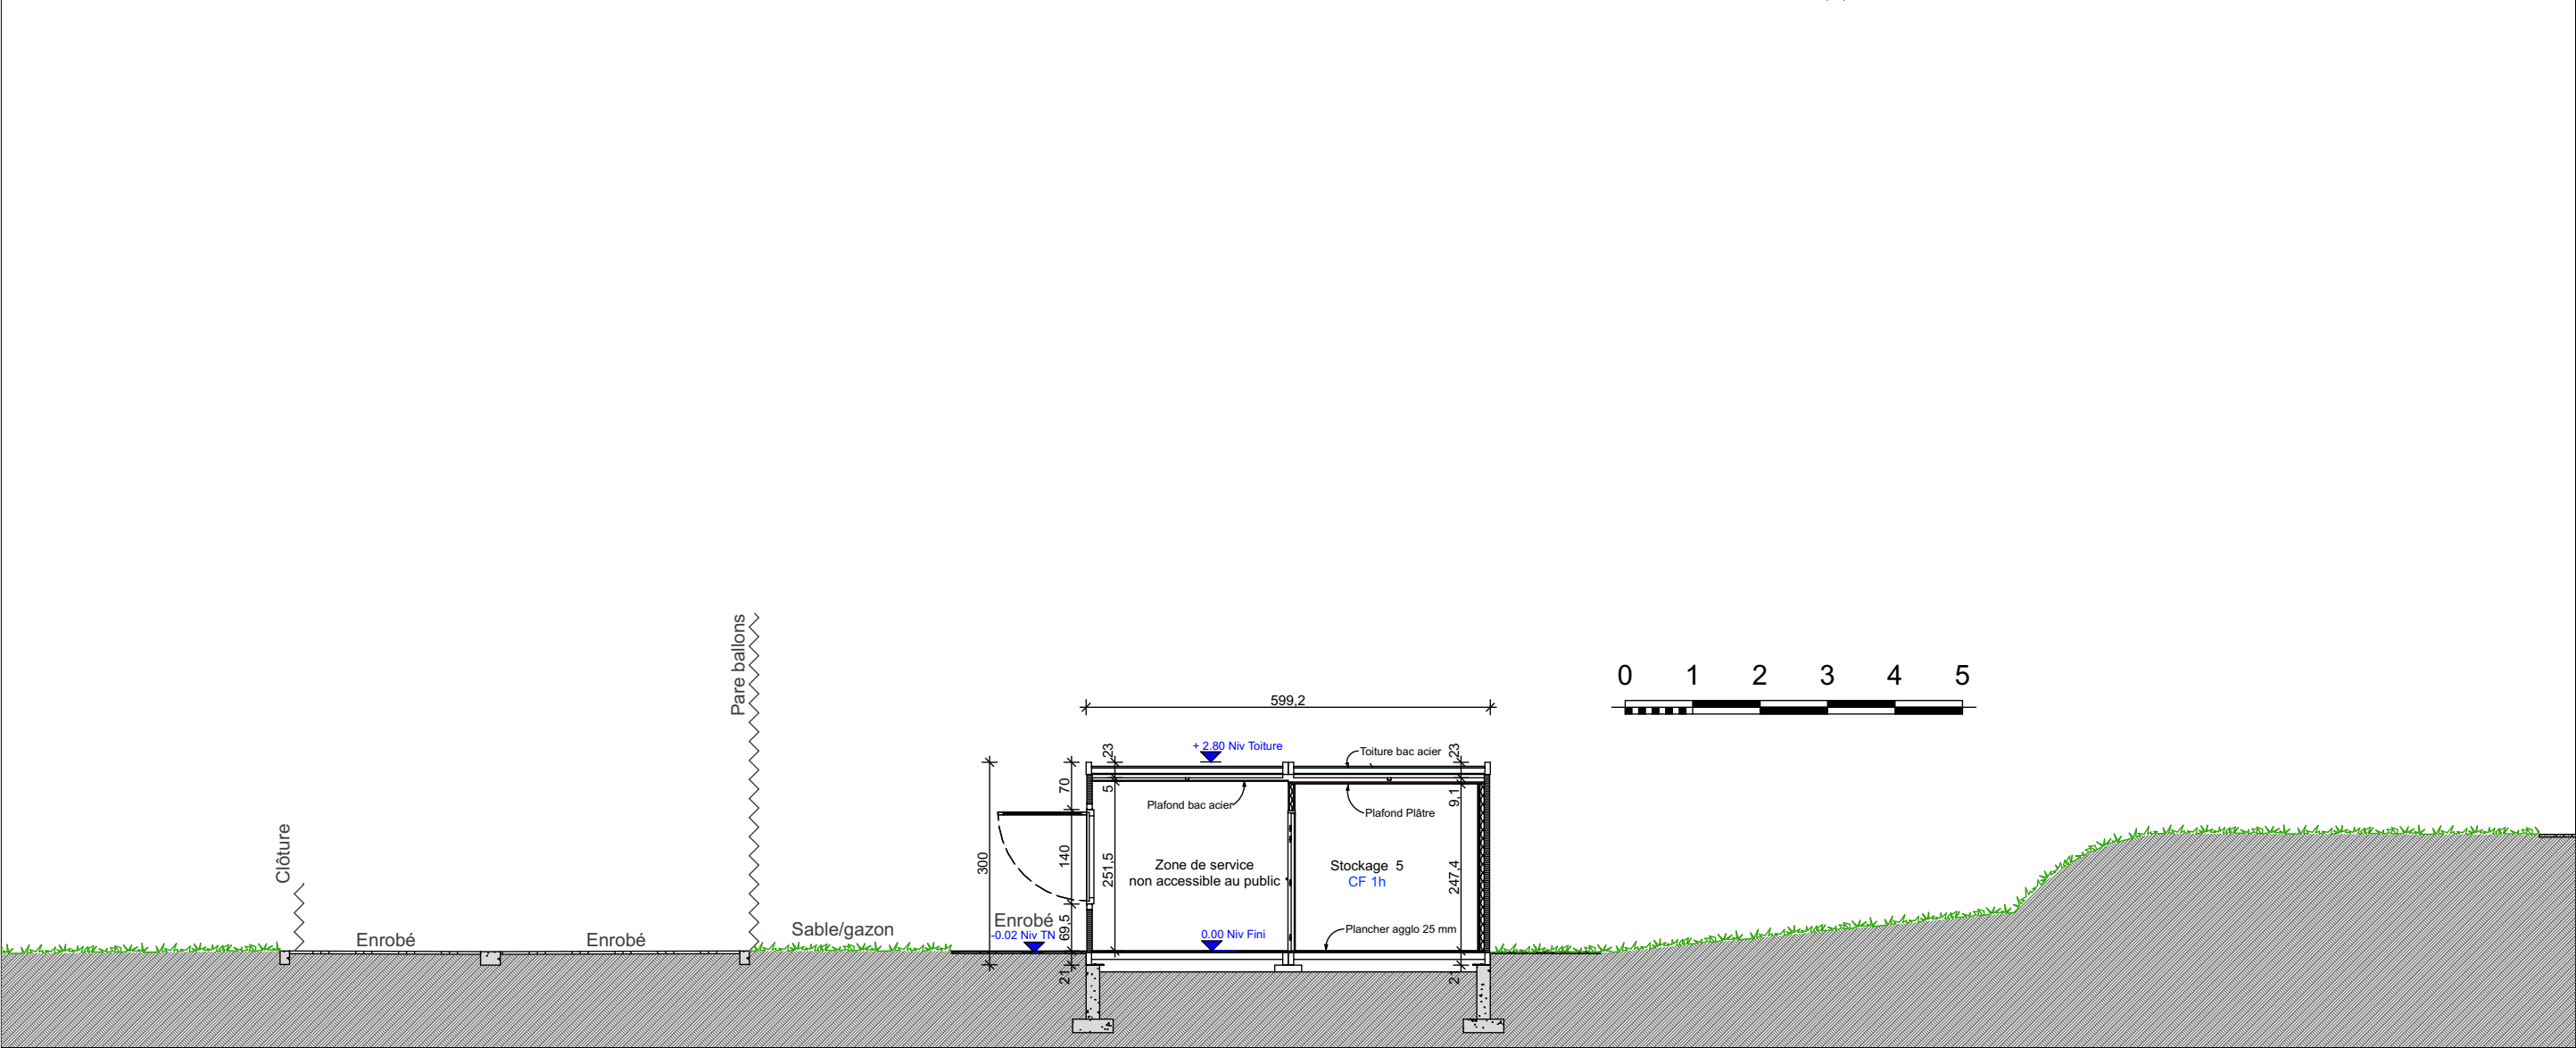 Pare ballons
0 1 2 3 4 5
599,2
+ 2.80 Niv Toiture
Toiture bac acier
23
23
70
5
9,1
Plafond bac acier
Plafond Plâtre
Clôture
300
140
251,5
Zone de service
non accessible au public
Stockage 5
CF 1h
247,4
Enrobé
Enrobé
Sable/gazon
Enrobé
-0.02 Niv TN
69,5
0.00 Niv Fini
Plancher agglo 25 mm
21